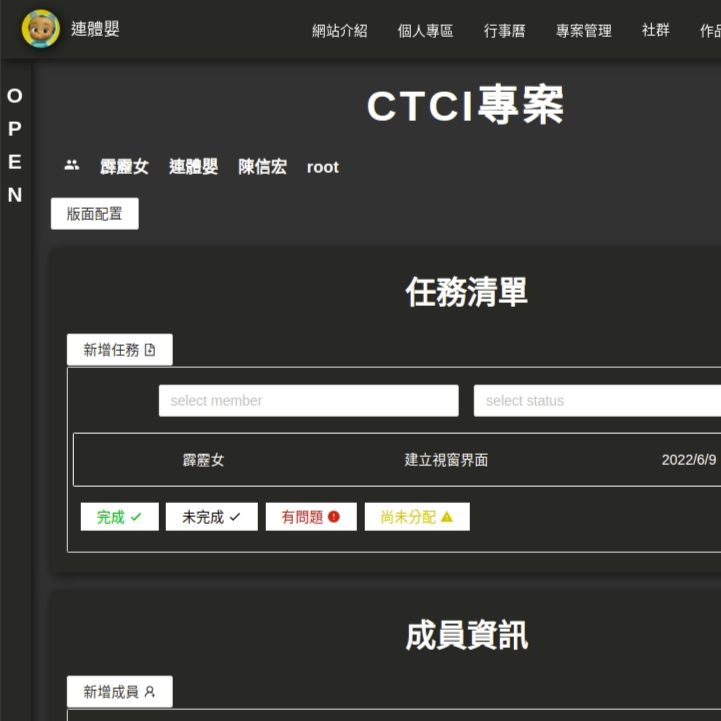 連體嬰 網站介紹 個人專區 行事曆 專案管理 社群 作品
CTCI專案
霹靂女 連體嬰 陳信宏 root
版面配置
任務清單
新增任務
select member select status
霹靂女 建立視窗界面 2022/6/9
完成 未完成 有問題 尚未分配
成員資訊
新增成員
OPEN